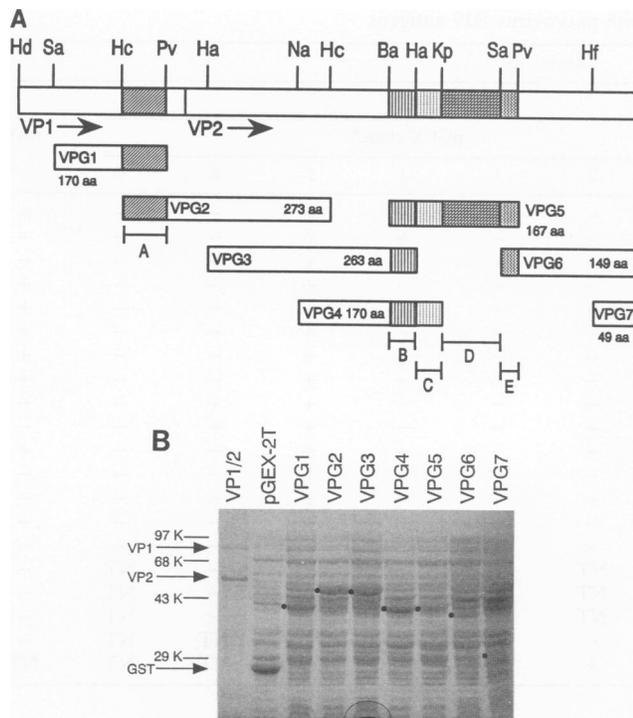 A
Hd Sa Hc Pv Ha Na Hc Ba Ha Kp Sa Pv Hf
VP1 VP2
VPG1
170 aa
VPG2 273 aa
VPG5
167 aa
A
VPG3 263 aa
VPG6 149 aa
VPG4 170 aa
VPG7
49 aa
B
D
C
E
B
VP1/2
pGEX-2T
VPG1
VPG2
VPG3
VPG4
VPG5
VPG6
VPG7
97 K
VP1
68 K
VP2
43 K
29 K
GST